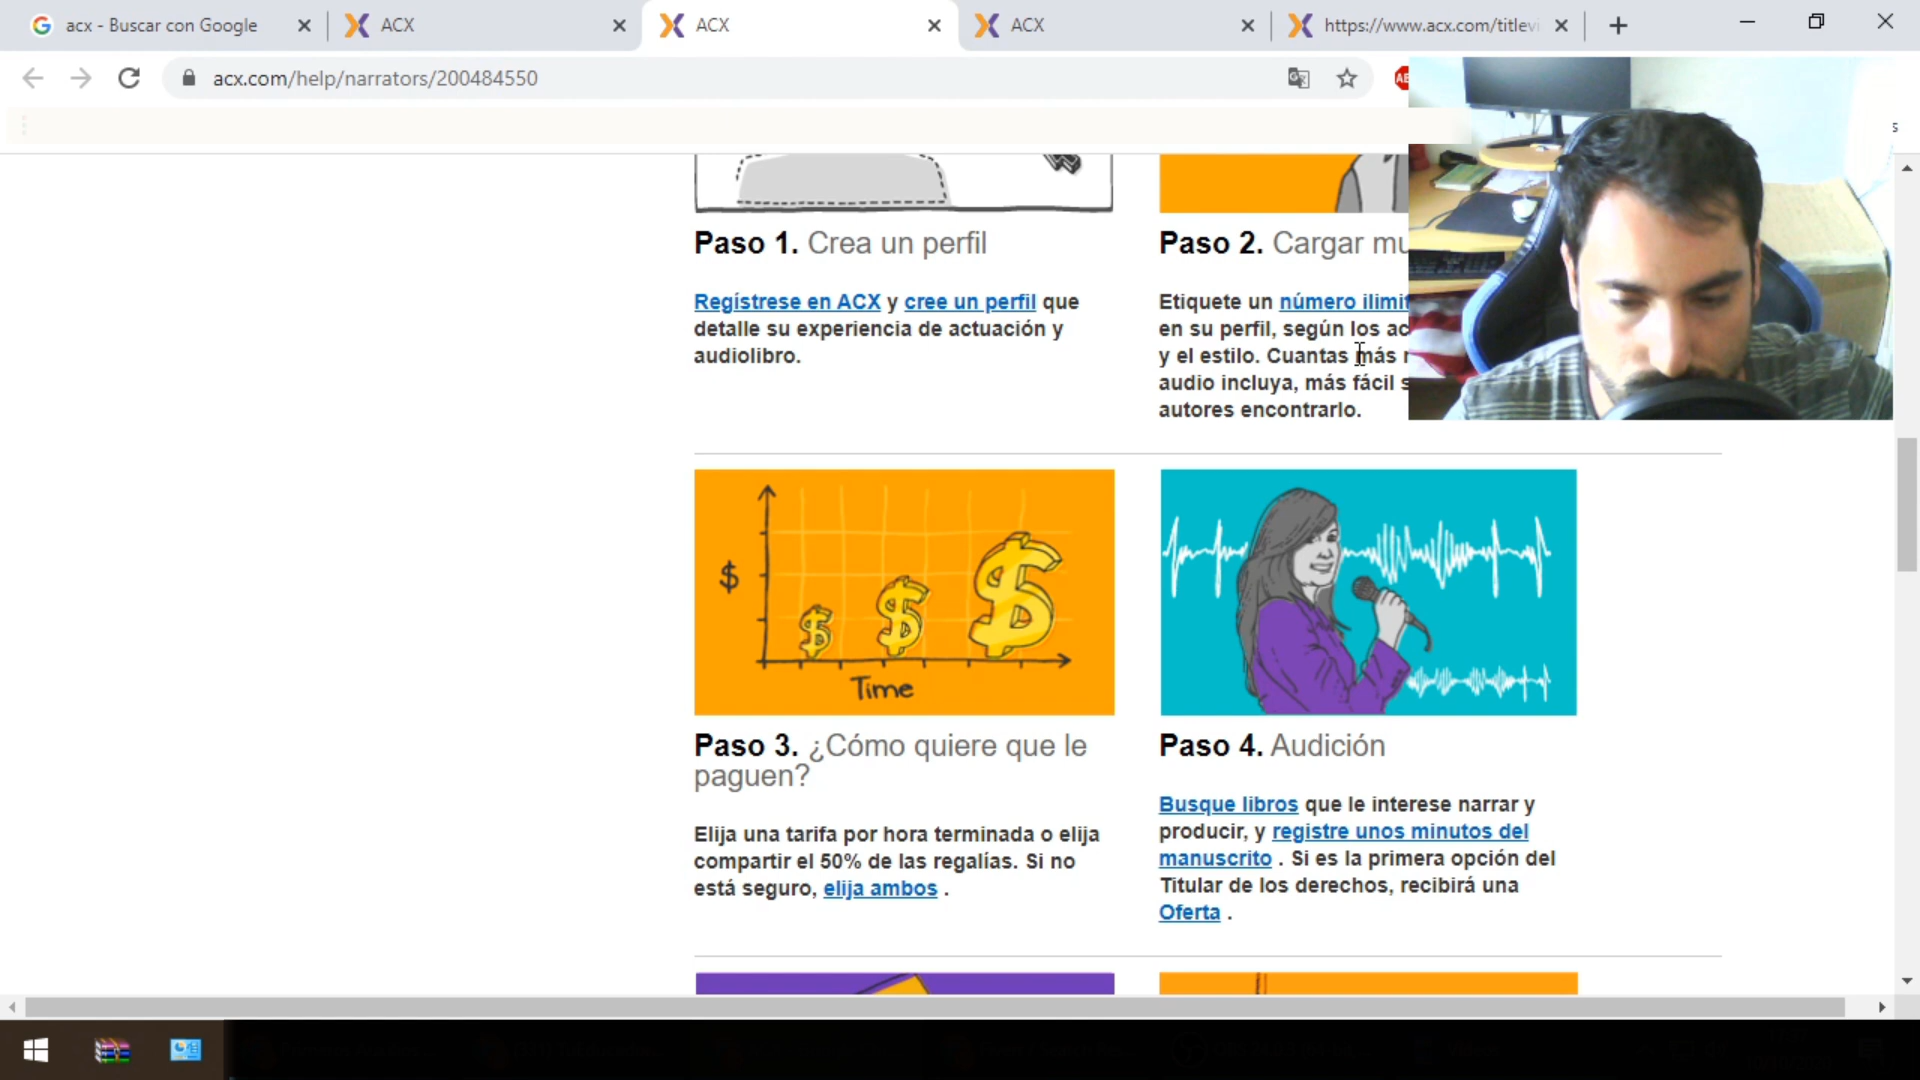 acx - Buscar con Google
ACX
ACX
ACX
https://www.acx.com/titlevi
acx.com/help/narrators/200484550
s
Paso 1. Crea un perfil
Regístrese en ACX y cree un perfil que
detalle su experiencia de actuación y
audiolibro.
Paso 2. Cargar mu
Etiquete un número ilimit
en su perfil, según los ac
y el estilo. Cuantas más
audio incluya, más fácil s
autores encontrarlo.
$
$ $ $
Time
Paso 3. ¿Cómo quiere que le
paguen?
Elija una tarifa por hora terminada o elija
compartir el 50% de las regalías. Si no
está seguro, elija ambos .
Paso 4. Audición
Busque libros que le interese narrar y
producir, y registre unos minutos del
manuscrito . Si es la primera opción del
Titular de los derechos, recibirá una
Oferta .